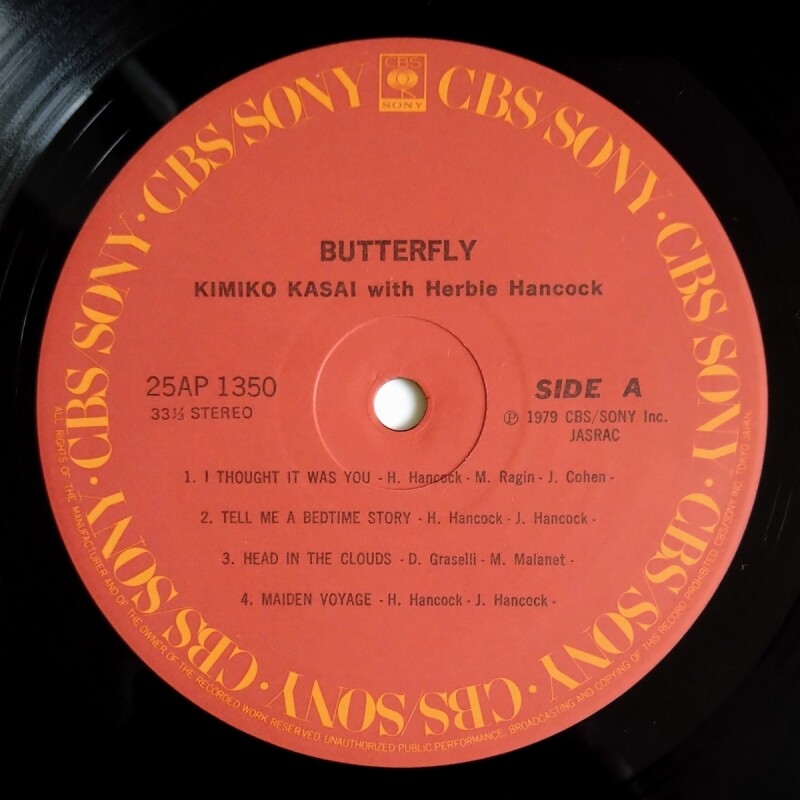 CBS
SONY
CBS/SONY · CBS/SONY · CBS/SONY · CBS/SONY · CBS/SONY · CBS/SONY · CBS/SONY · CBS/SONY
BUTTERFLY
KIMIKO KASAI with Herbie Hancock
25AP 1350
33⅓ STEREO
SIDE A
Ⓟ 1979 CBS/SONY Inc.
JASRAC
1. I THOUGHT IT WAS YOU - H. Hancock - M. Ragin - J. Cohen -
2. TELL ME A BEDTIME STORY - H. Hancock - J. Hancock -
3. HEAD IN THE CLOUDS - D. Graselli - M. Malanet -
4. MAIDEN VOYAGE - H. Hancock - J. Hancock -
ALL RIGHTS OF THE MANUFACTURER AND OF THE OWNER OF THE RECORDED WORK RESERVED. UNAUTHORIZED PUBLIC PERFORMANCE, BROADCASTING AND COPYING OF THIS RECORD PROHIBITED. CBS/SONY INC. TOKYO JAPAN.